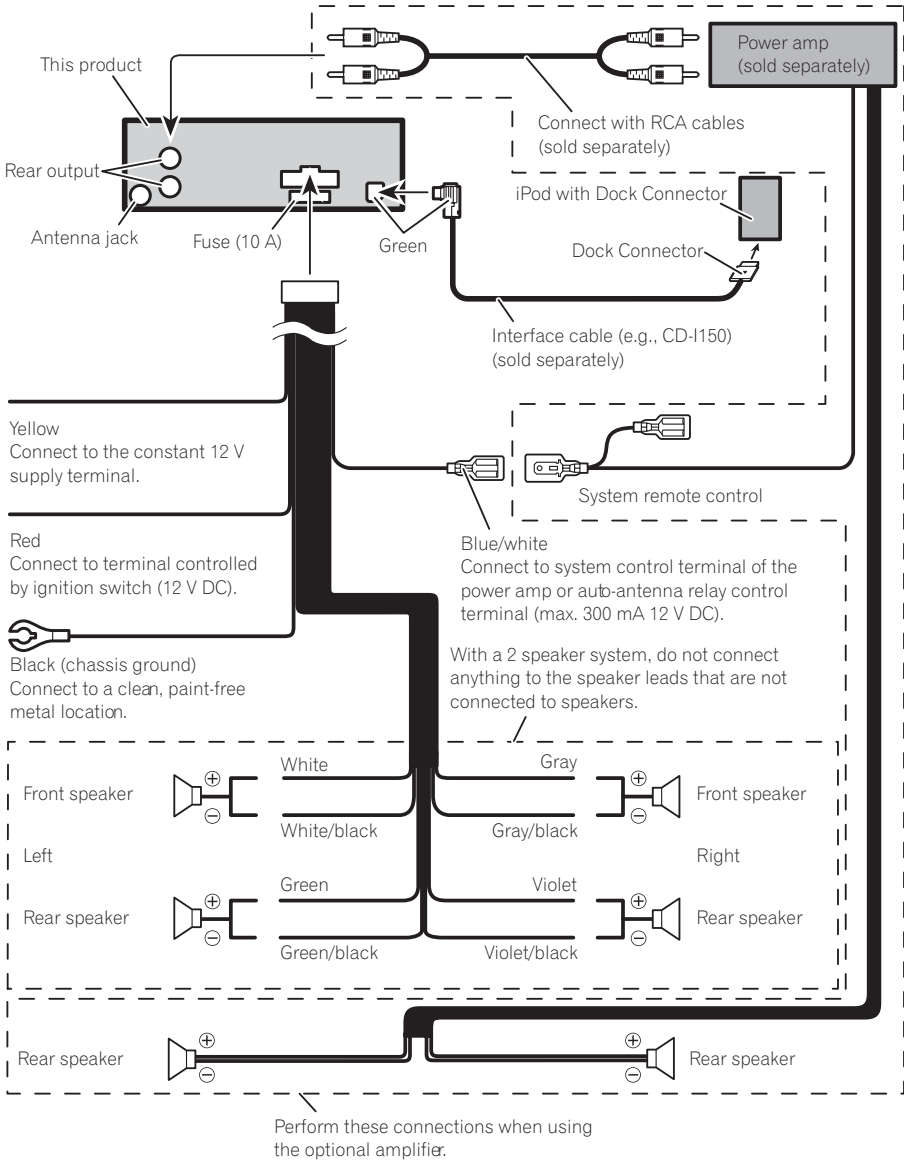 Power amp
(sold separately)
This product
Connect with RCA cables
(sold separately)
Rear output
iPod with Dock Connector
Antenna jack
Fuse (10 A)
Green
Dock Connector
Interface cable (e.g., CD-I150)
(sold separately)
Yellow
Connect to the constant 12 V
supply terminal.
System remote control
Red
Connect to terminal controlled
by ignition switch (12 V DC).
Blue/white
Connect to system control terminal of the
power amp or auto-antenna relay control
terminal (max. 300 mA 12 V DC).
Black (chassis ground)
Connect to a clean, paint-free
metal location.
With a 2 speaker system, do not connect
anything to the speaker leads that are not
connected to speakers.
White
Gray
+
+
Front speaker
Front speaker
-
-
White/black
Gray/black
Left
Right
Green
Violet
+
+
Rear speaker
Rear speaker
-
-
Green/black
Violet/black
+
+
Rear speaker
Rear speaker
-
-
Perform these connections when using
the optional amplifier.